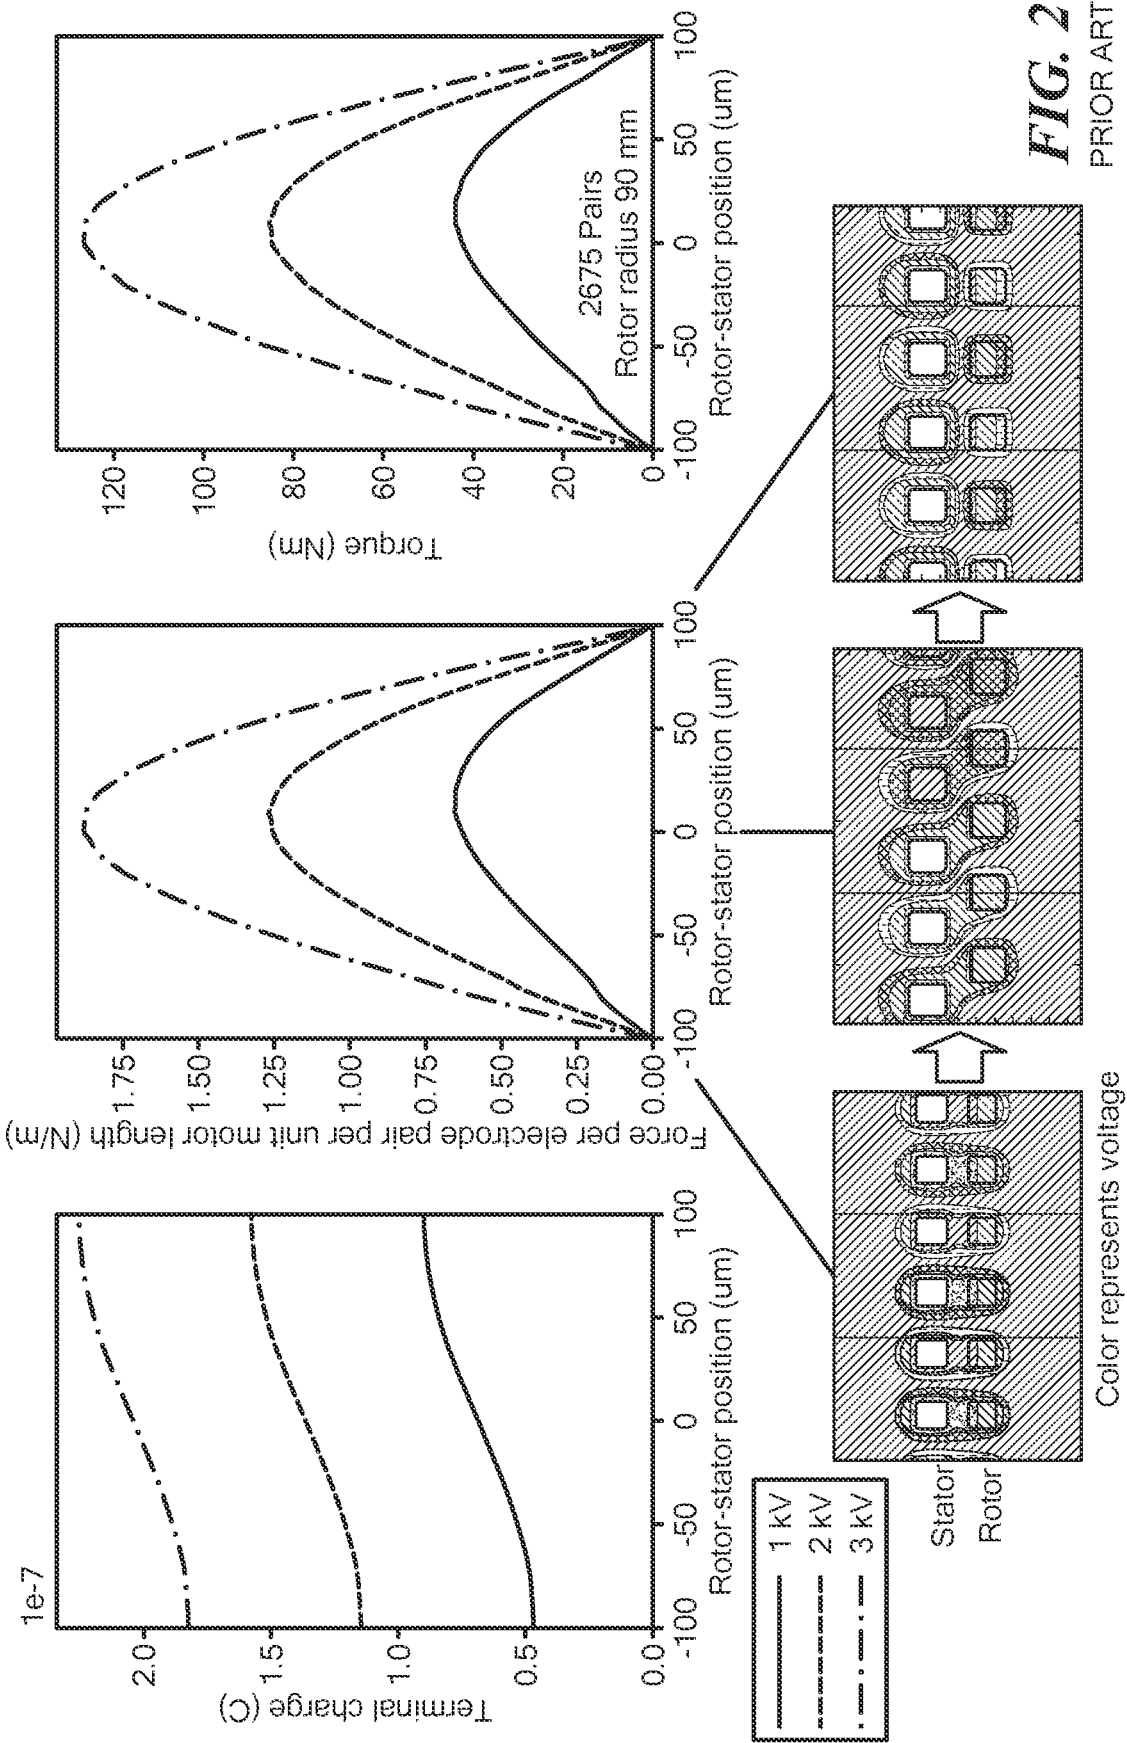 1e-7
Terminal charge (C)
2.0
1.5
1.0
0.5
0.0
-100
-50
0
50
100
Rotor-stator position (um)
Force per electrode pair per unit motor length (N/m)
1.75
1.50
1.25
1.00
0.75
0.50
0.25
0.00
-100
-50
0
50
100
Rotor-stator position (um)
Torque (Nm)
120
100
80
60
40
20
0
2675 Pairs
Rotor radius 90 mm
-100
-50
0
50
100
Rotor-stator position (um)
1 kV
2 kV
3 kV
Stator
Rotor
Color represents voltage
FIG. 2
PRIOR ART